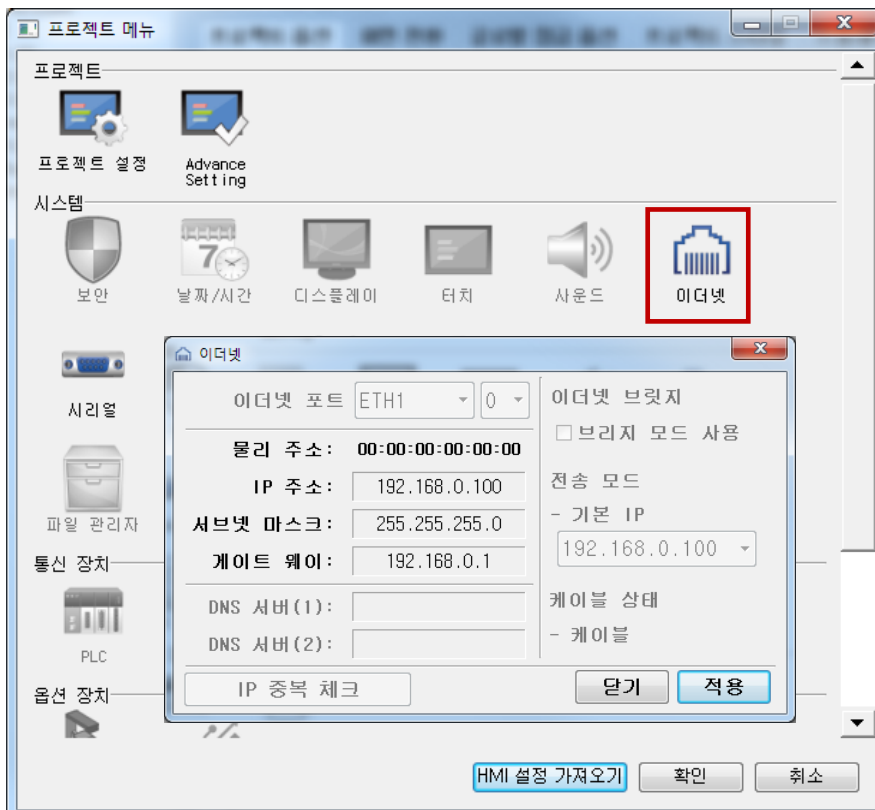 프로젝트 메뉴
프로젝트
프로젝트 설정
Advance
Setting
시스템
7
보안
날짜/시간
디스플레이
터치
사운드
이더넷
시리얼
파일 관리자
통신 장치
PLC
옵션 장치
이더넷
이더넷 포트 ETH1 0
물리 주소: 00:00:00:00:00:00
IP 주소: 192.168.0.100
서브넷 마스크: 255.255.255.0
게이트 웨이: 192.168.0.1
DNS 서버(1):
DNS 서버(2):
IP 중복 체크
이더넷 브릿지
브리지 모드 사용
전송 모드
- 기본 IP
192.168.0.100
케이블 상태
- 케이블
닫기
적용
HMI 설정 가져오기
확인
취소